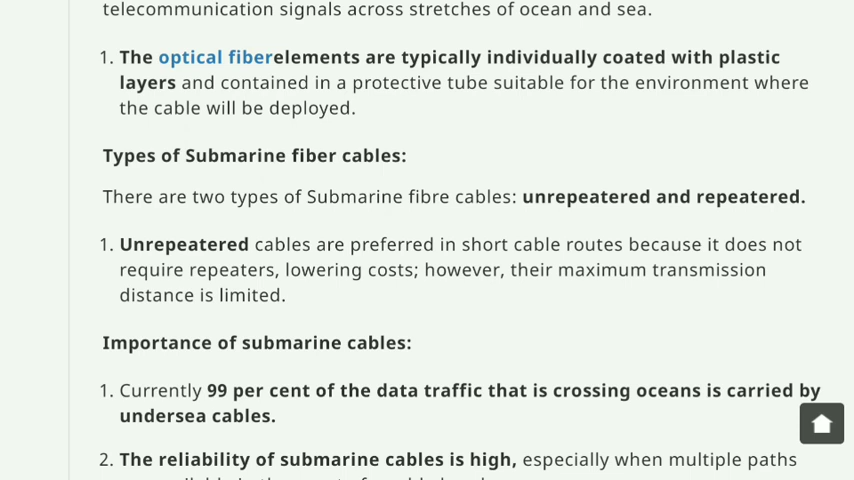 telecommunication signals across stretches of ocean and sea.
1. The optical fiberelements are typically individually coated with plastic
layers and contained in a protective tube suitable for the environment where
the cable will be deployed.
Types of Submarine fiber cables:
There are two types of Submarine fibre cables: unrepeatered and repeatered.
1. Unrepeatered cables are preferred in short cable routes because it does not
require repeaters, lowering costs; however, their maximum transmission
distance is limited.
Importance of submarine cables:
1. Currently 99 per cent of the data traffic that is crossing oceans is carried by
undersea cables.
2. The reliability of submarine cables is high, especially when multiple paths